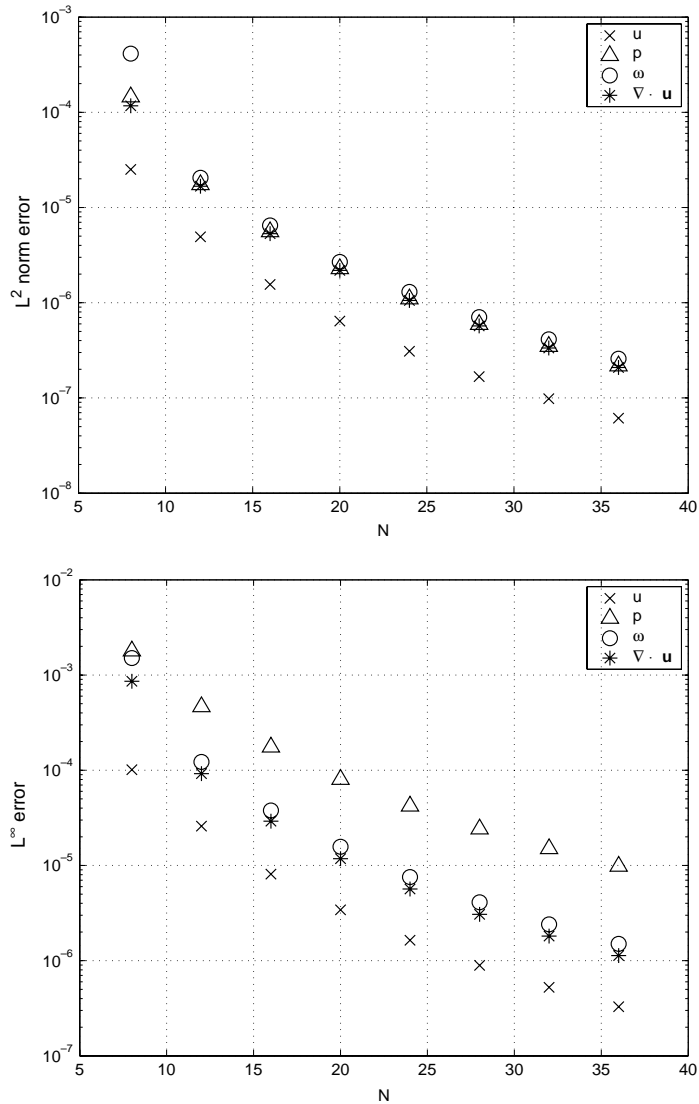 10⁻³
10⁻⁴
10⁻⁵
10⁻⁶
10⁻⁷
10⁻⁸
L² norm error
5
10
15
20
25
30
35
40
N
u
p
ω
∇ · u
10⁻²
10⁻³
10⁻⁴
10⁻⁵
10⁻⁶
10⁻⁷
L∞ error
5
10
15
20
25
30
35
40
N
u
p
ω
∇ · u